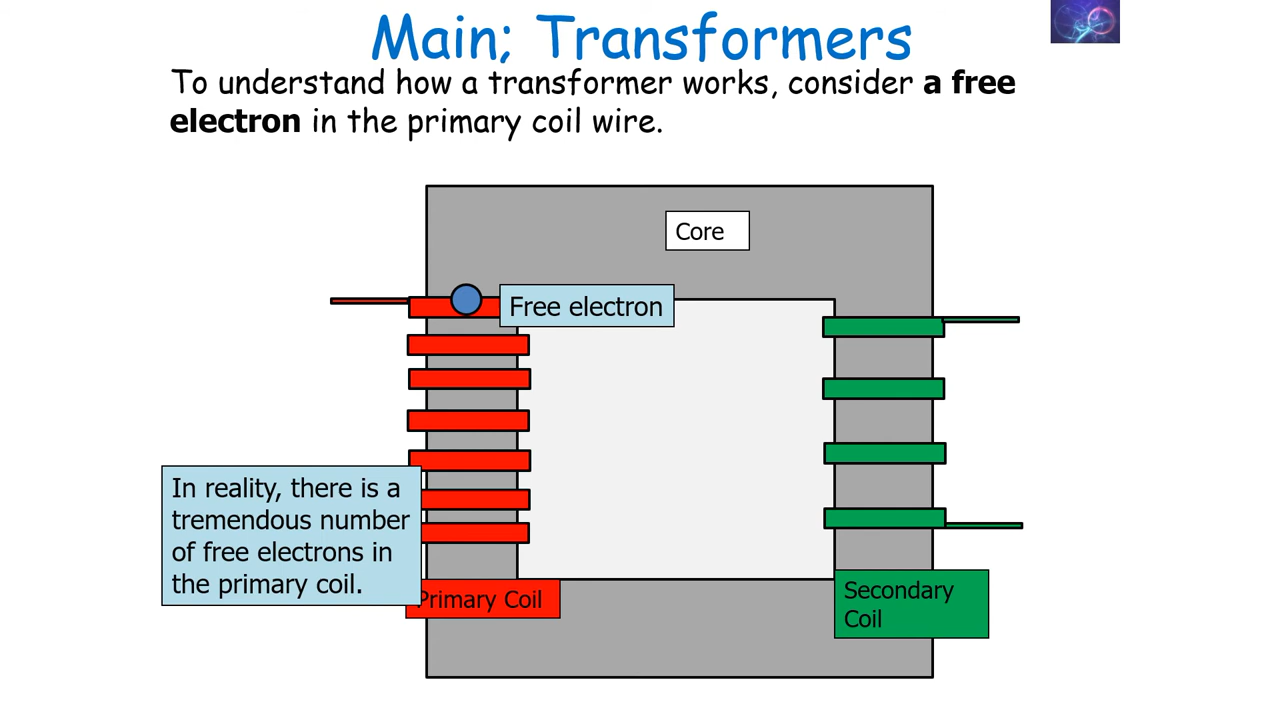 Main; Transformers
To understand how a transformer works, consider a free
electron in the primary coil wire.
Core
Free electron
In reality, there is a
tremendous number
of free electrons in
the primary coil.
Primary Coil
Secondary
Coil